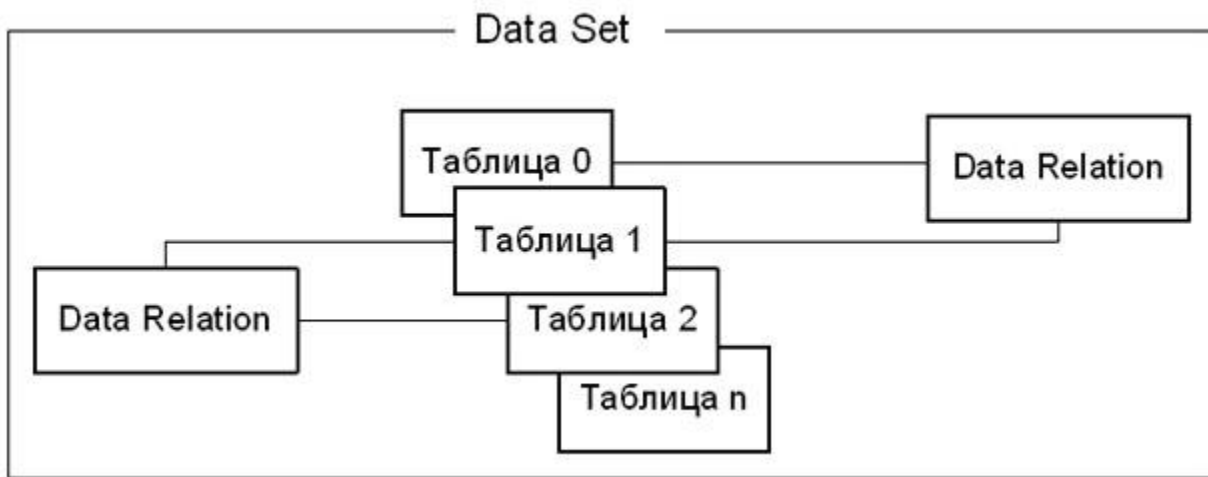 Data Set
Таблица 0
Data Relation
Таблица 1
Data Relation
Таблица 2
Таблица n